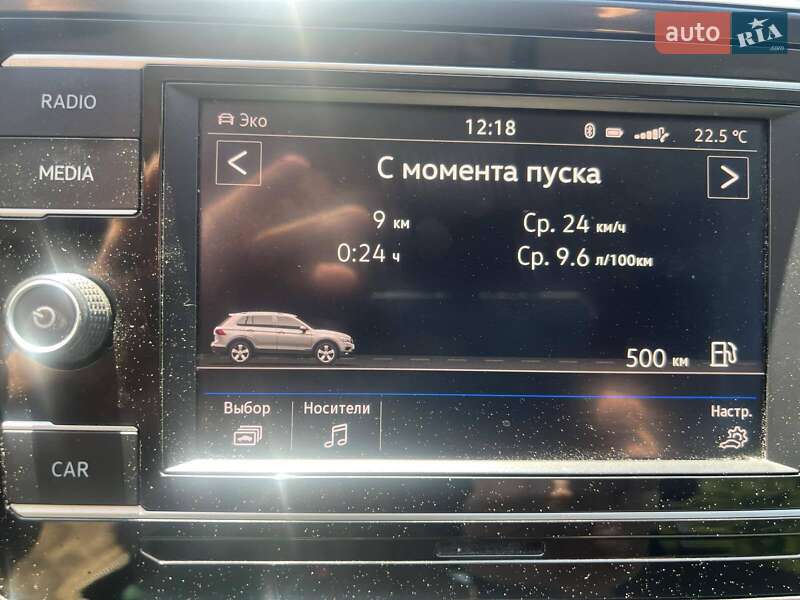 auto RIA.com
RADIO
MEDIA
CAR
Эко 12:18 22.5 °C
< С момента пуска >
9 км Ср. 24 км/ч
0:24 ч Ср. 9.6 л/100км
500 км
Выбор Носители Настр.